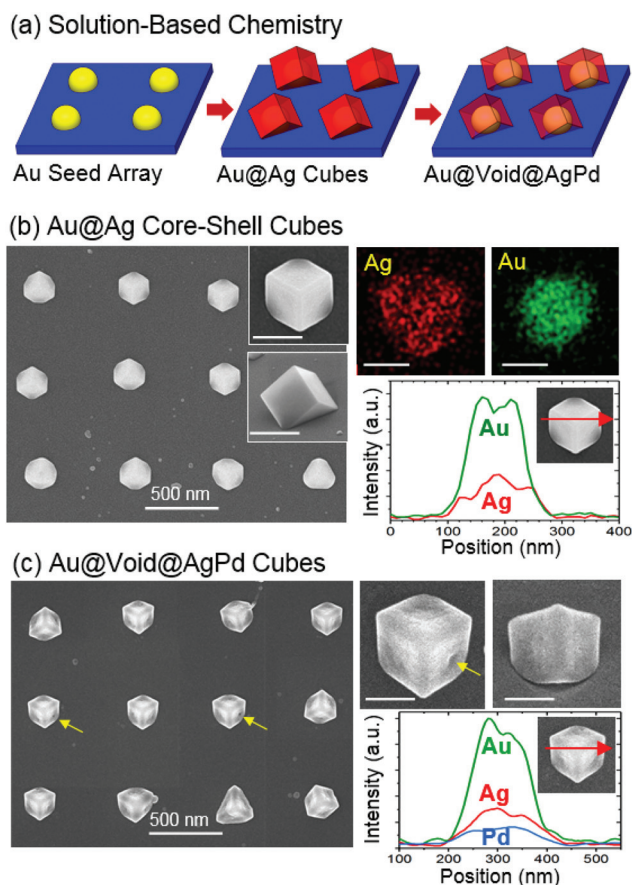 (a) Solution-Based Chemistry
Au Seed Array
Au@Ag Cubes
Au@Void@AgPd
(b) Au@Ag Core-Shell Cubes
500 nm
Ag
Au
Intensity (a.u.)
Au
Ag
0 100 200 300 400
Position (nm)
(c) Au@Void@AgPd Cubes
500 nm
Intensity (a.u.)
Au
Ag
Pd
100 200 300 400 500
Position (nm)